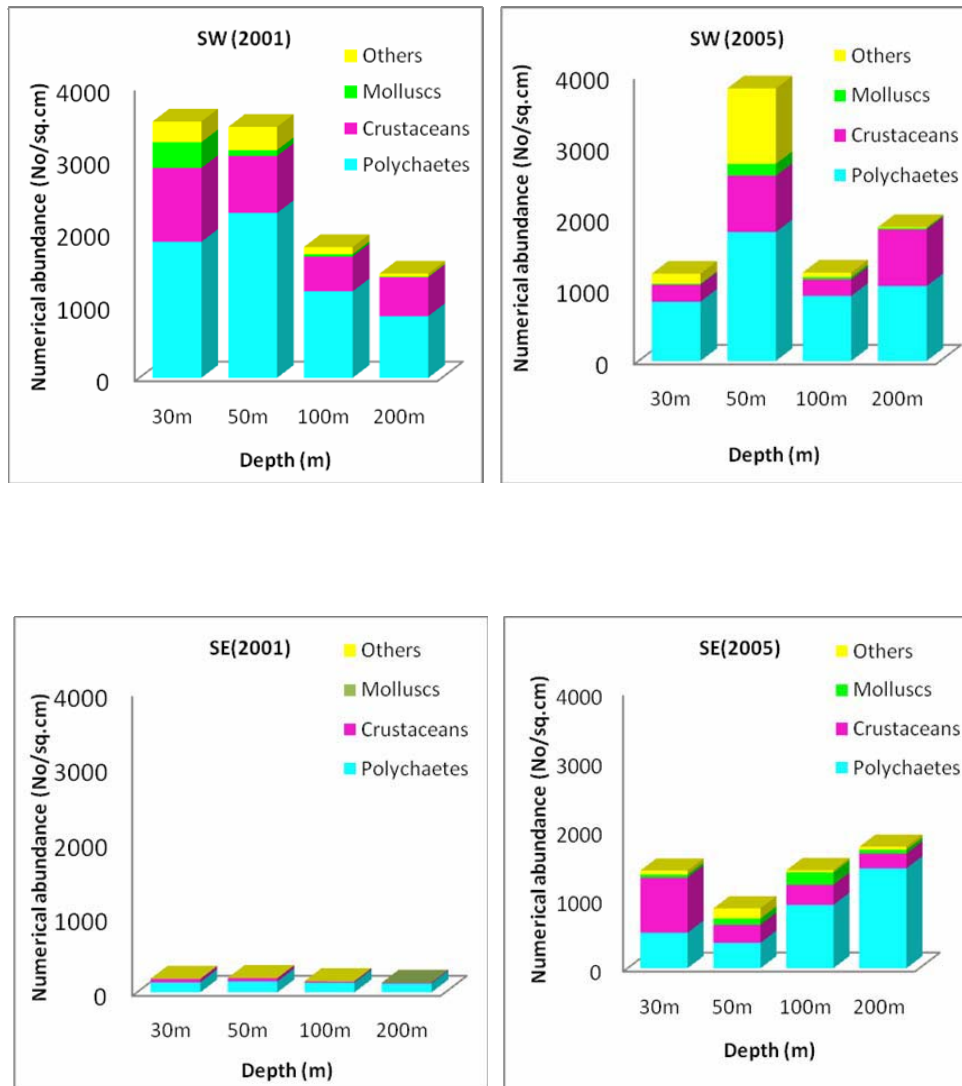 SW (2001)
Others
Molluscs
Crustaceans
Polychaetes
Numerical abundance (No/sq.cm)
4000
3000
2000
1000
0
30m 50m 100m 200m
Depth (m)
SW (2005)
Others
Molluscs
Crustaceans
Polychaetes
Numerical abundance (No/sq.cm)
4000
3000
2000
1000
0
30m 50m 100m 200m
Depth (m)
SE(2001)
Others
Molluscs
Crustaceans
Polychaetes
Numerical abundance (No/sq.cm)
4000
3000
2000
1000
0
30m 50m 100m 200m
Depth (m)
SE(2005)
Others
Molluscs
Crustaceans
Polychaetes
Numerical abundance (No/sq.cm)
4000
3000
2000
1000
0
30m 50m 100m 200m
Depth (m)